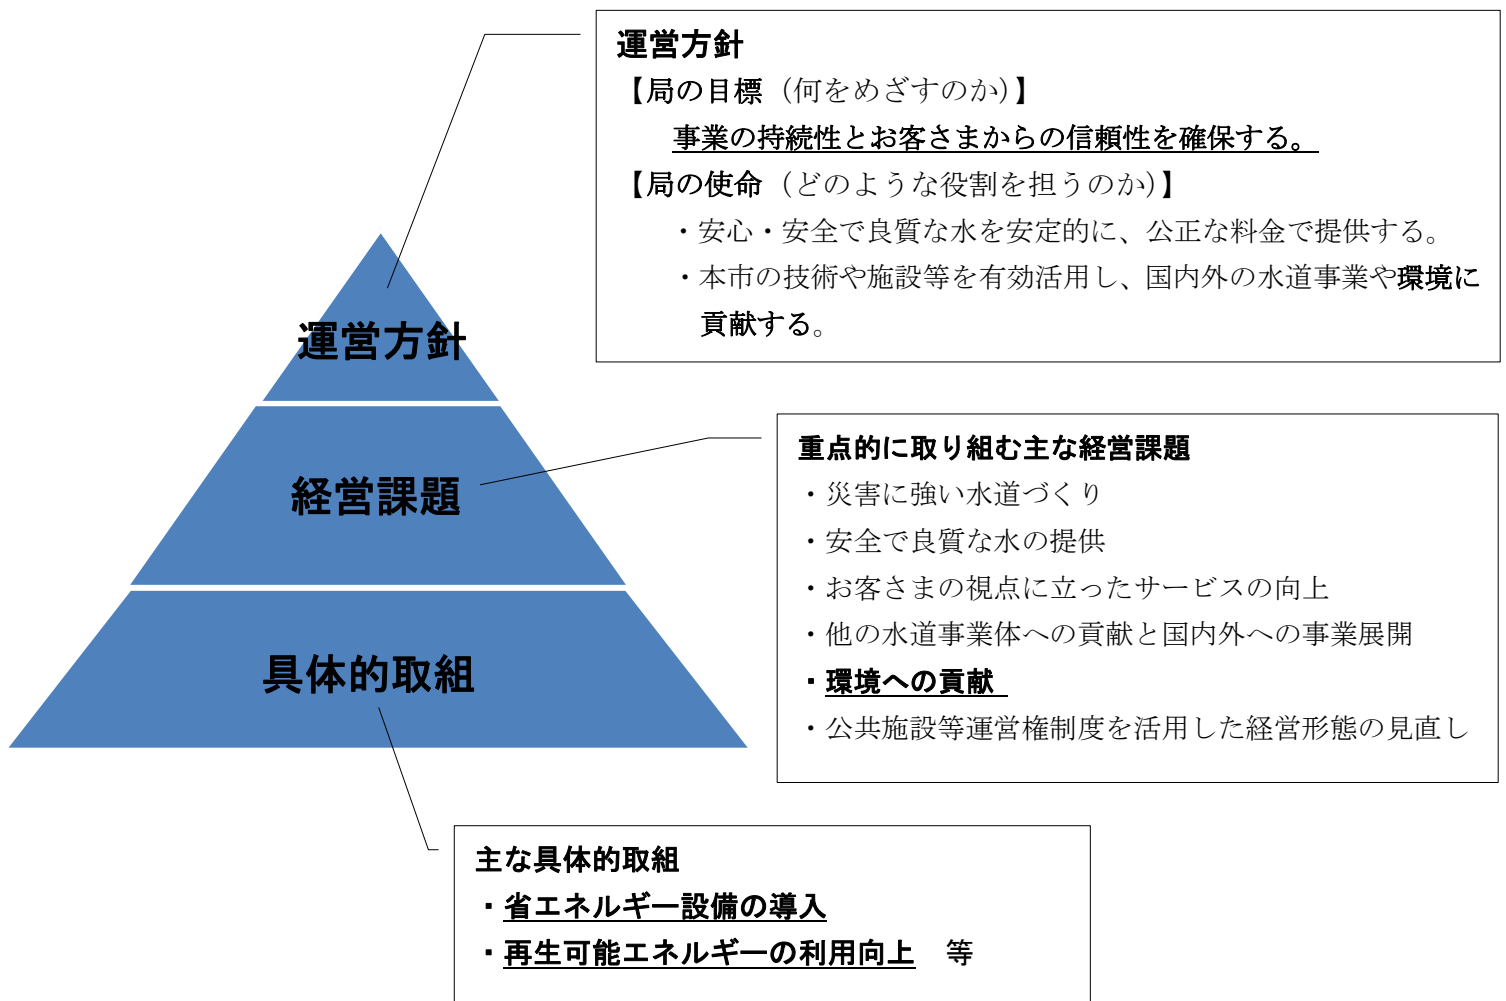 運営方針
【局の目標（何をめざすのか）】
事業の持続性とお客さまからの信頼性を確保する。
【局の使命（どのような役割を担うのか）】
・安心・安全で良質な水を安定的に、公正な料金で提供する。
・本市の技術や施設等を有効活用し、国内外の水道事業や環境に
貢献する。
運営方針
経営課題
具体的取組
重点的に取り組む主な経営課題
・災害に強い水道づくり
・安全で良質な水の提供
・お客さまの視点に立ったサービスの向上
・他の水道事業体への貢献と国内外への事業展開
・環境への貢献
・公共施設等運営権制度を活用した経営形態の見直し
主な具体的取組
・省エネルギー設備の導入
・再生可能エネルギーの利用向上　等